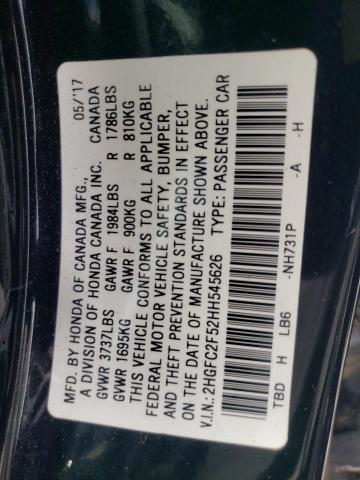 MFD. BY HONDA OF CANADA MFG., 05/'17
A DIVISION OF HONDA CANADA INC. CANADA
GVWR 3737LBS GAWR F 1984LBS R 1786LBS
GVWR 1695KG GAWR F 900KG R 810KG
THIS VEHICLE CONFORMS TO ALL APPLICABLE
FEDERAL MOTOR VEHICLE SAFETY, BUMPER,
AND THEFT PREVENTION STANDARDS IN EFFECT
ON THE DATE OF MANUFACTURE SHOWN ABOVE.
V.I.N.: 2HGFC2F52HH545626 TYPE: PASSENGER CAR
LB6 -NH731P -A -H
TBD H